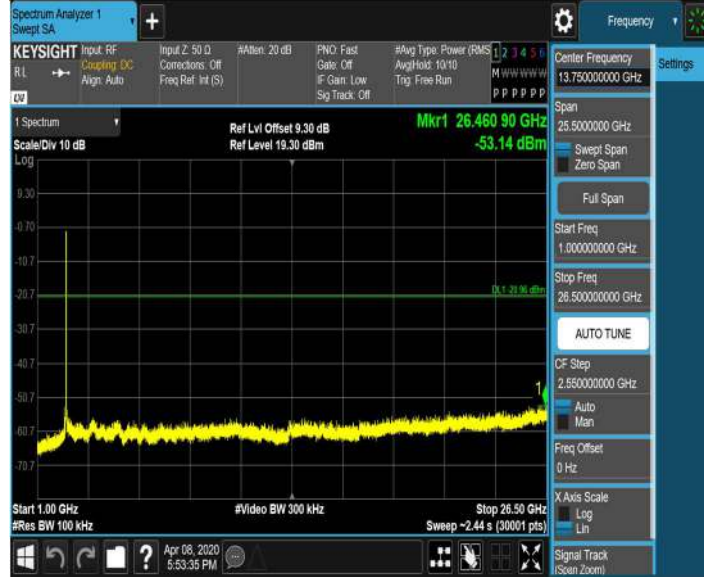 Spectrum Analyzer 1
Swept SA
+
Frequency
KEYSIGHT
Input: RF
Coupling: DC
Align: Auto
Input Z: 50 Ω
Corrections: Off
Freq Ref: Int (S)
#Atten: 20 dB
PNO: Fast
Gate: Off
IF Gain: Low
Sig Track: Off
#Avg Type: Power (RMS
Avg|Hold: 10/10
Trig: Free Run
1 2 3 4 5 6
M W W W W W
P P P P P P
RL
1 Spectrum
Scale/Div 10 dB
Log
Ref Lvl Offset 9.30 dB
Ref Level 19.30 dBm
Mkr1 26.460 90 GHz
-53.14 dBm
9.30
-0.70
-10.7
-20.7
-30.7
-40.7
-50.7
-60.7
-70.7
DL1 -20.96 dBm
1
Start 1.00 GHz
#Res BW 100 kHz
#Video BW 300 kHz
Stop 26.50 GHz
Sweep ~2.44 s (30001 pts)
?
Apr 08, 2020
5:53:35 PM
Center Frequency
13.750000000 GHz
Settings
Span
25.5000000 GHz
Swept Span
Zero Span
Full Span
Start Freq
1.000000000 GHz
Stop Freq
26.500000000 GHz
AUTO TUNE
CF Step
2.550000000 GHz
Auto
Man
Freq Offset
0 Hz
X Axis Scale
Log
Lin
Signal Track
(Span Zoom)